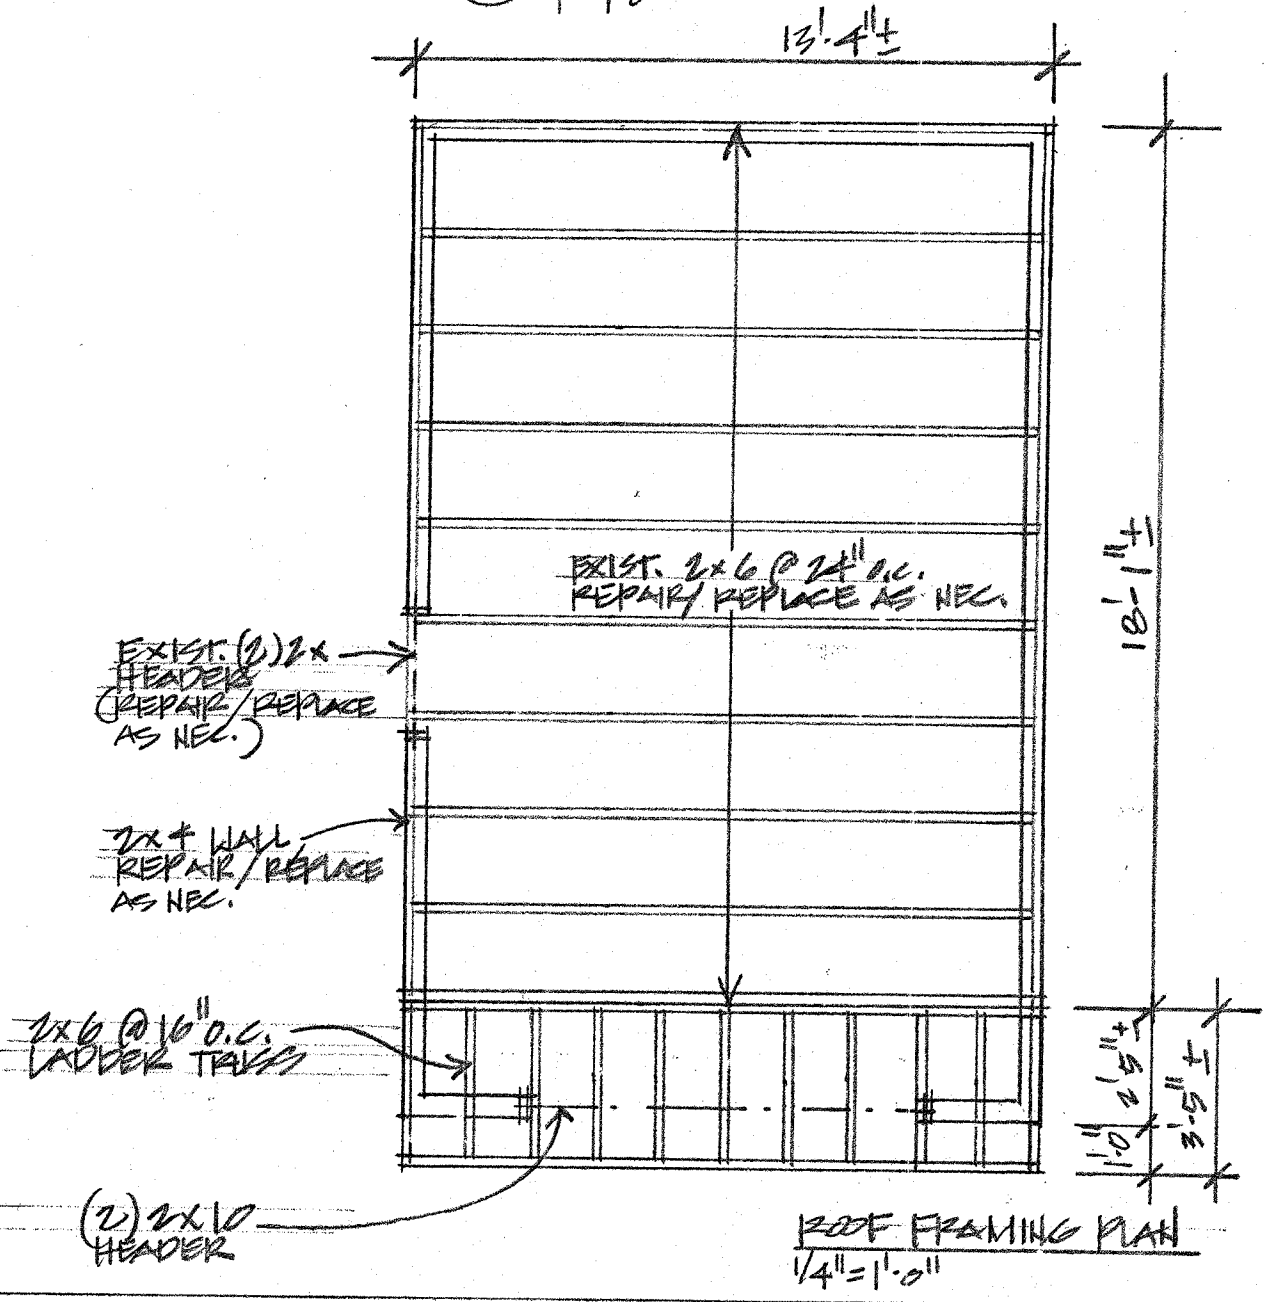 13'-4"±
EXIST. 2x6 @ 24" O.C.
REPAIR/REPLACE AS NEC.
18'-1"±
EXIST. (2) 2x
HEADER
(REPAIR/REPLACE
AS NEC.)
2x4 WALL
REPAIR/REPLACE
AS NEC.
2x6 @ 16" O.C.
LADDER TRUSS
2'5"±
3'-5"±
1'-0"
(2) 2x10
HEADER
ROOF FRAMING PLAN
1/4"=1'-0"